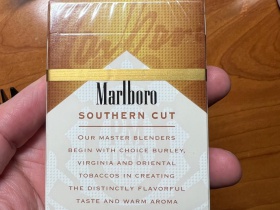 Marlboro
SOUTHERN CUT
OUR MASTER BLENDERS
BEGIN WITH CHOICE BURLEY,
VIRGINIA AND ORIENTAL
TOBACCOS IN CREATING
THE DISTINCTLY FLAVORFUL
TASTE AND WARM AROMA